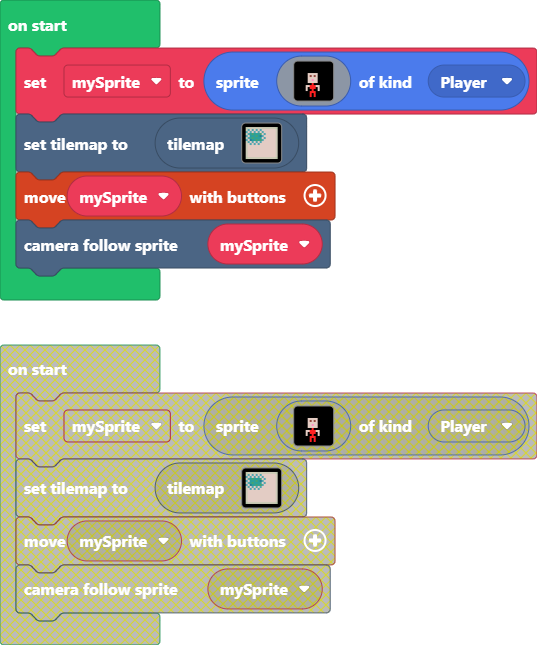 on start
set mySprite to sprite of kind Player
set tilemap to tilemap
move mySprite with buttons
camera follow sprite mySprite
on start
set mySprite to sprite of kind Player
set tilemap to tilemap
move mySprite with buttons
camera follow sprite mySprite